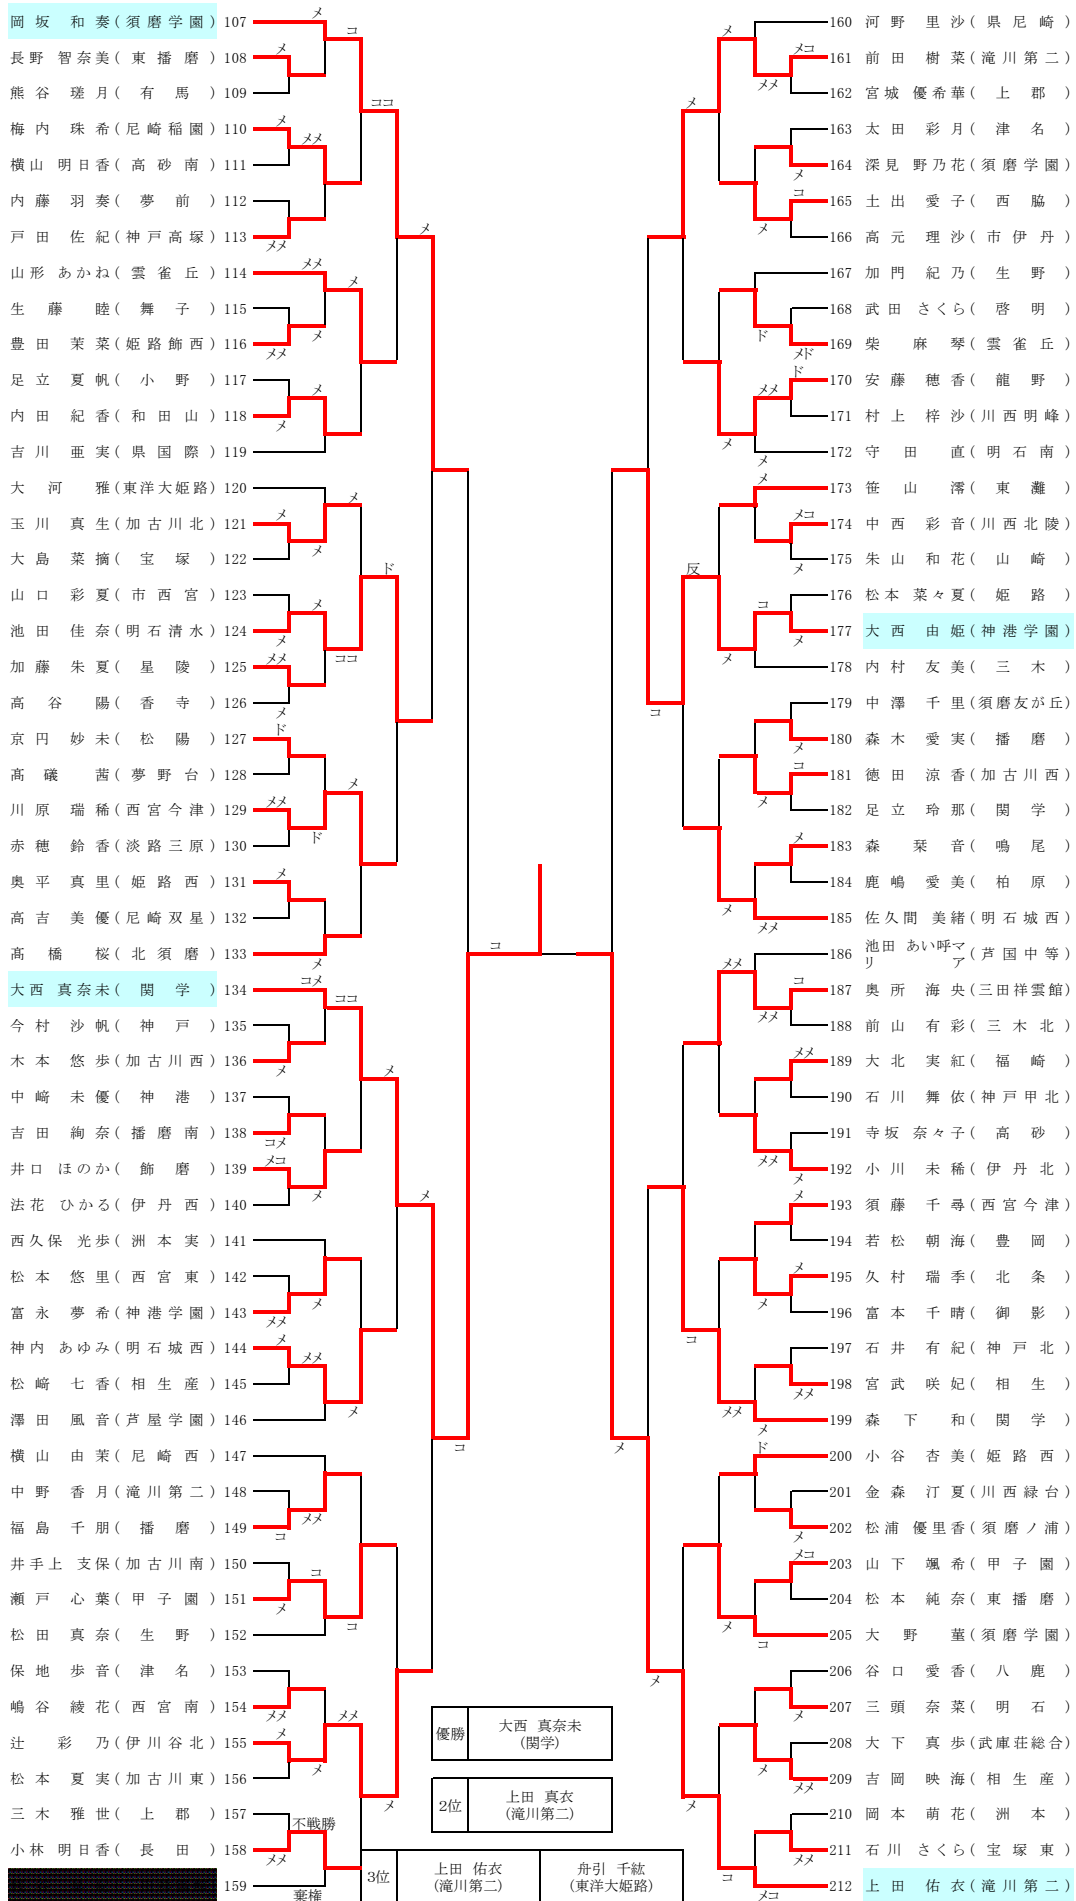 岡坂 和奏(須磨学園) 107
長野 智奈美(東播磨) 108
熊谷 瑳月(有馬) 109
梅内 珠希(尼崎稲園) 110
横山 明日香(高砂南) 111
内藤 羽奏(夢前) 112
戸田 佐紀(神戸高塚) 113
山形 あかね(雲雀丘) 114
生藤 睦(舞子) 115
豊田 茉菜(姫路飾西) 116
足立 夏帆(小野) 117
内田 紀香(和田山) 118
吉川 亜実(県国際) 119
大河 雅(東洋大姫路) 120
玉川 真生(加古川北) 121
大島 菜摘(宝塚) 122
山口 彩夏(市西宮) 123
池田 佳奈(明石清水) 124
加藤 朱夏(星陵) 125
高谷 陽(香寺) 126
京円 妙未(松陽) 127
髙磯 茜(夢野台) 128
川原 瑞稀(西宮今津) 129
赤穂 鈴香(淡路三原) 130
奥平 真里(姫路西) 131
高吉 美優(尼崎双星) 132
髙橋 桜(北須磨) 133
大西 真奈未(関学) 134
今村 沙帆(神戸) 135
木本 悠歩(加古川西) 136
中﨑 未優(神港) 137
吉田 絢奈(播磨南) 138
井口 ほのか(飾磨) 139
法花 ひかる(伊丹西) 140
西久保 光歩(洲本実) 141
松本 悠里(西宮東) 142
富永 夢希(神港学園) 143
神内 あゆみ(明石城西) 144
松﨑 七香(相生産) 145
澤田 風音(芦屋学園) 146
横山 由茉(尼崎西) 147
中野 香月(滝川第二) 148
福島 千朋(播磨) 149
井手上 支保(加古川南) 150
瀬戸 心葉(甲子園) 151
松田 真奈(生野) 152
保地 歩音(津名) 153
嶋谷 綾花(西宮南) 154
辻 彩乃(伊川谷北) 155
松本 夏実(加古川東) 156
三木 雅世(上郡) 157
小林 明日香(長田) 158
159
不戦勝
棄権
160 河野 里沙(県尼崎)
161 前田 樹菜(滝川第二)
162 宮城 優希華(上郡)
163 太田 彩月(津名)
164 深見 野乃花(須磨学園)
165 土出 愛子(西脇)
166 高元 理沙(市伊丹)
167 加門 紀乃(生野)
168 武田 さくら(啓明)
169 柴 麻琴(雲雀丘)
170 安藤 穂香(龍野)
171 村上 梓沙(川西明峰)
172 守田 直(明石南)
173 笹山 澪(東灘)
174 中西 彩音(川西北陵)
175 朱山 和花(山崎)
176 松本 菜々夏(姫路)
177 大西 由姫(神港学園)
178 内村 友美(三木)
179 中澤 千里(須磨友が丘)
180 森木 愛実(播磨)
181 徳田 涼香(加古川西)
182 足立 玲那(関学)
183 森 栞音(鳴尾)
184 鹿嶋 愛美(柏原)
185 佐久間 美緒(明石城西)
186 池田 あい呼マリア(芦国中等)
187 奥所 海央(三田祥雲館)
188 前山 有彩(三木北)
189 大北 実紅(福崎)
190 石川 舞依(神戸甲北)
191 寺坂 奈々子(高砂)
192 小川 未稀(伊丹北)
193 須藤 千尋(西宮今津)
194 若松 朝海(豊岡)
195 久村 瑞季(北条)
196 富本 千晴(御影)
197 石井 有紀(神戸北)
198 宮武 咲妃(相生)
199 森下 和(関学)
200 小谷 杏美(姫路西)
201 金森 汀夏(川西緑台)
202 松浦 優里香(須磨ノ浦)
203 山下 颯希(甲子園)
204 松本 純奈(東播磨)
205 大野 菫(須磨学園)
206 谷口 愛香(八鹿)
207 三頭 奈菜(明石)
208 大下 真歩(武庫荘総合)
209 吉岡 映海(相生産)
210 岡本 萌花(洲本)
211 石川 さくら(宝塚東)
212 上田 佑衣(滝川第二)
優勝 大西 真奈未
(関学)
2位 上田 真衣
(滝川第二)
3位 上田 佑衣
(滝川第二)
舟引 千紘
(東洋大姫路)